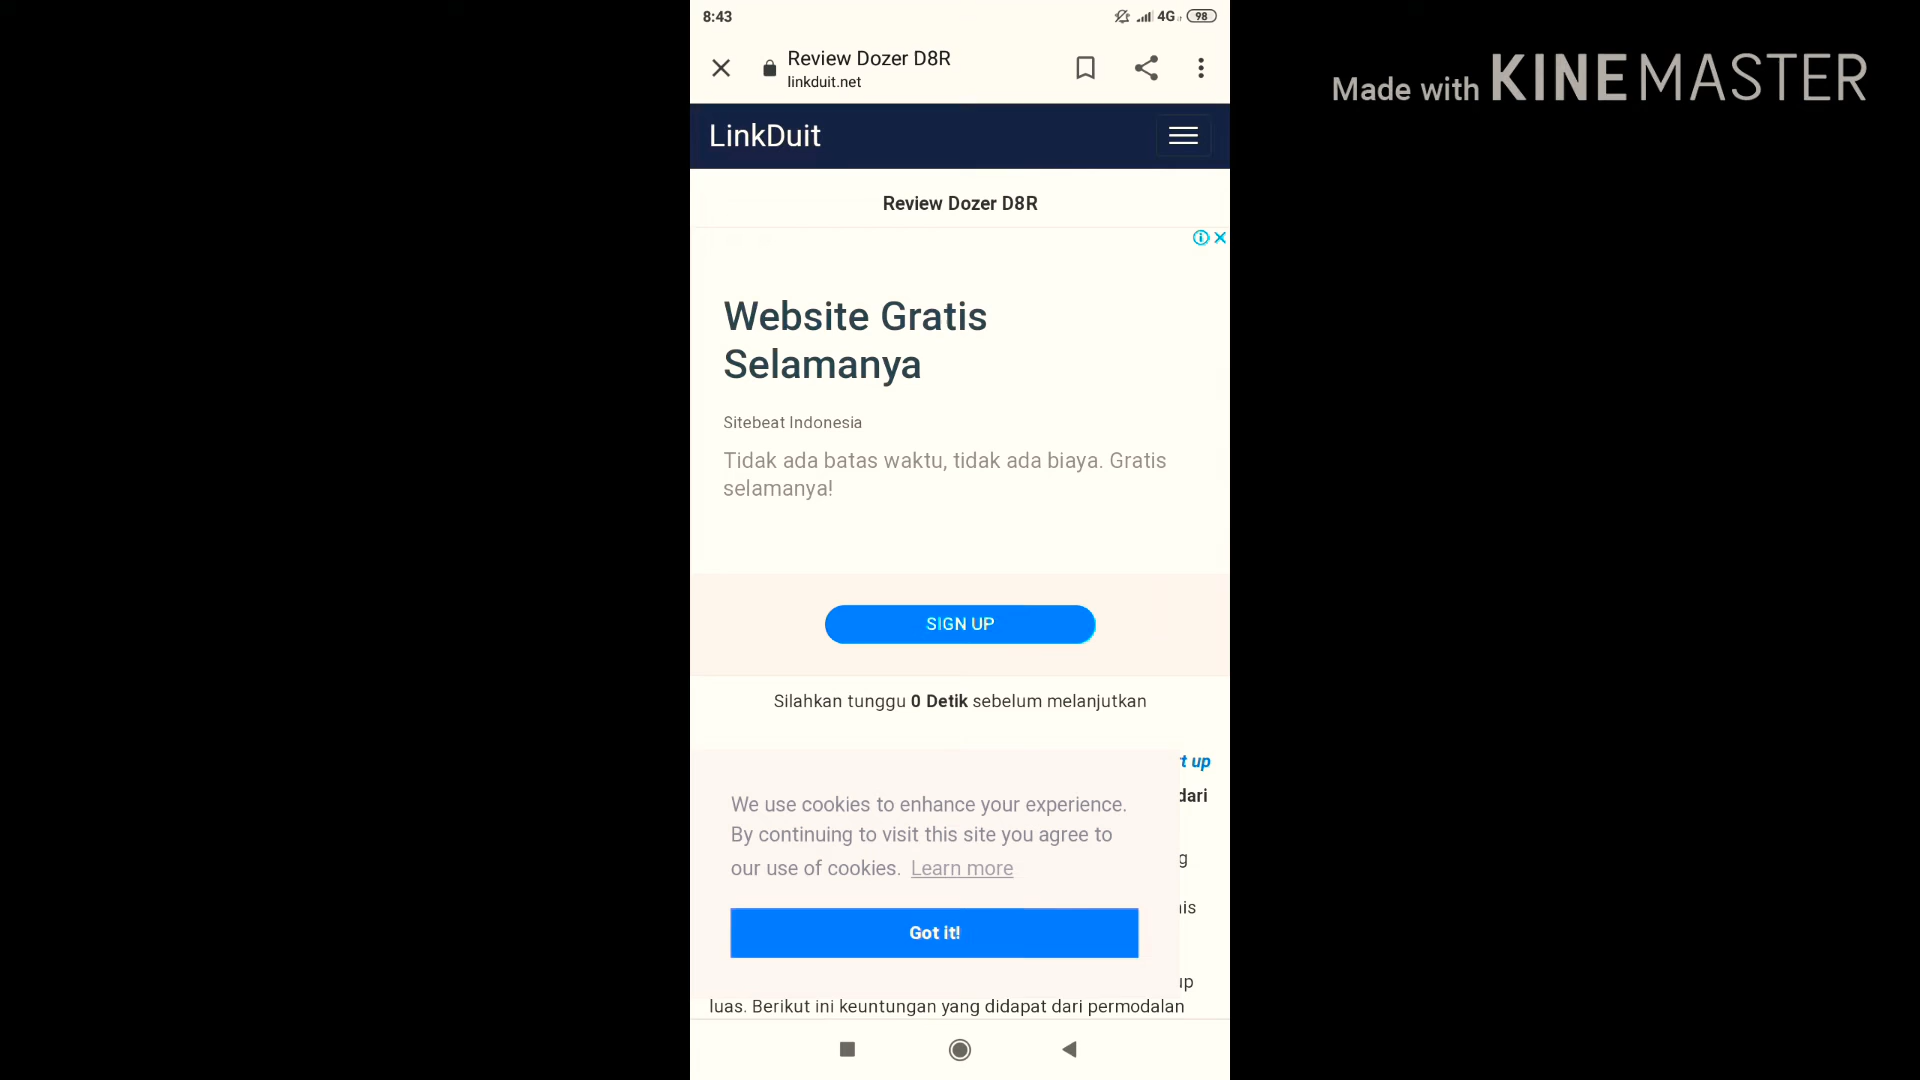 8:43
4G
98
Review Dozer D8R
linkduit.net
Made with KINEMASTER
LinkDuit
Review Dozer D8R
Website Gratis
Selamanya
Sitebeat Indonesia
Tidak ada batas waktu, tidak ada biaya. Gratis
selamanya!
SIGN UP
Silahkan tunggu 0 Detik sebelum melanjutkan
up
dari
We use cookies to enhance your experience.
By continuing to visit this site you agree to
our use of cookies. Learn more
Got it!
luas. Berikut ini keuntungan yang didapat dari permodalan